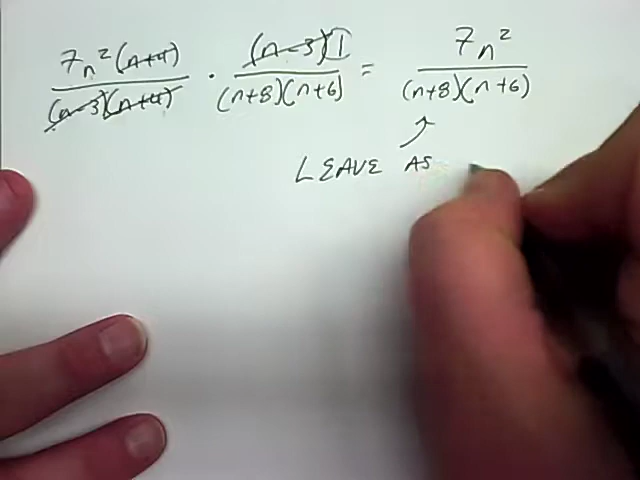 7n²(n+4) / (n-3)(n+4) · (n-3)1 / (n+8)(n+6) = 7n² / (n+8)(n+6)
LEAVE AS